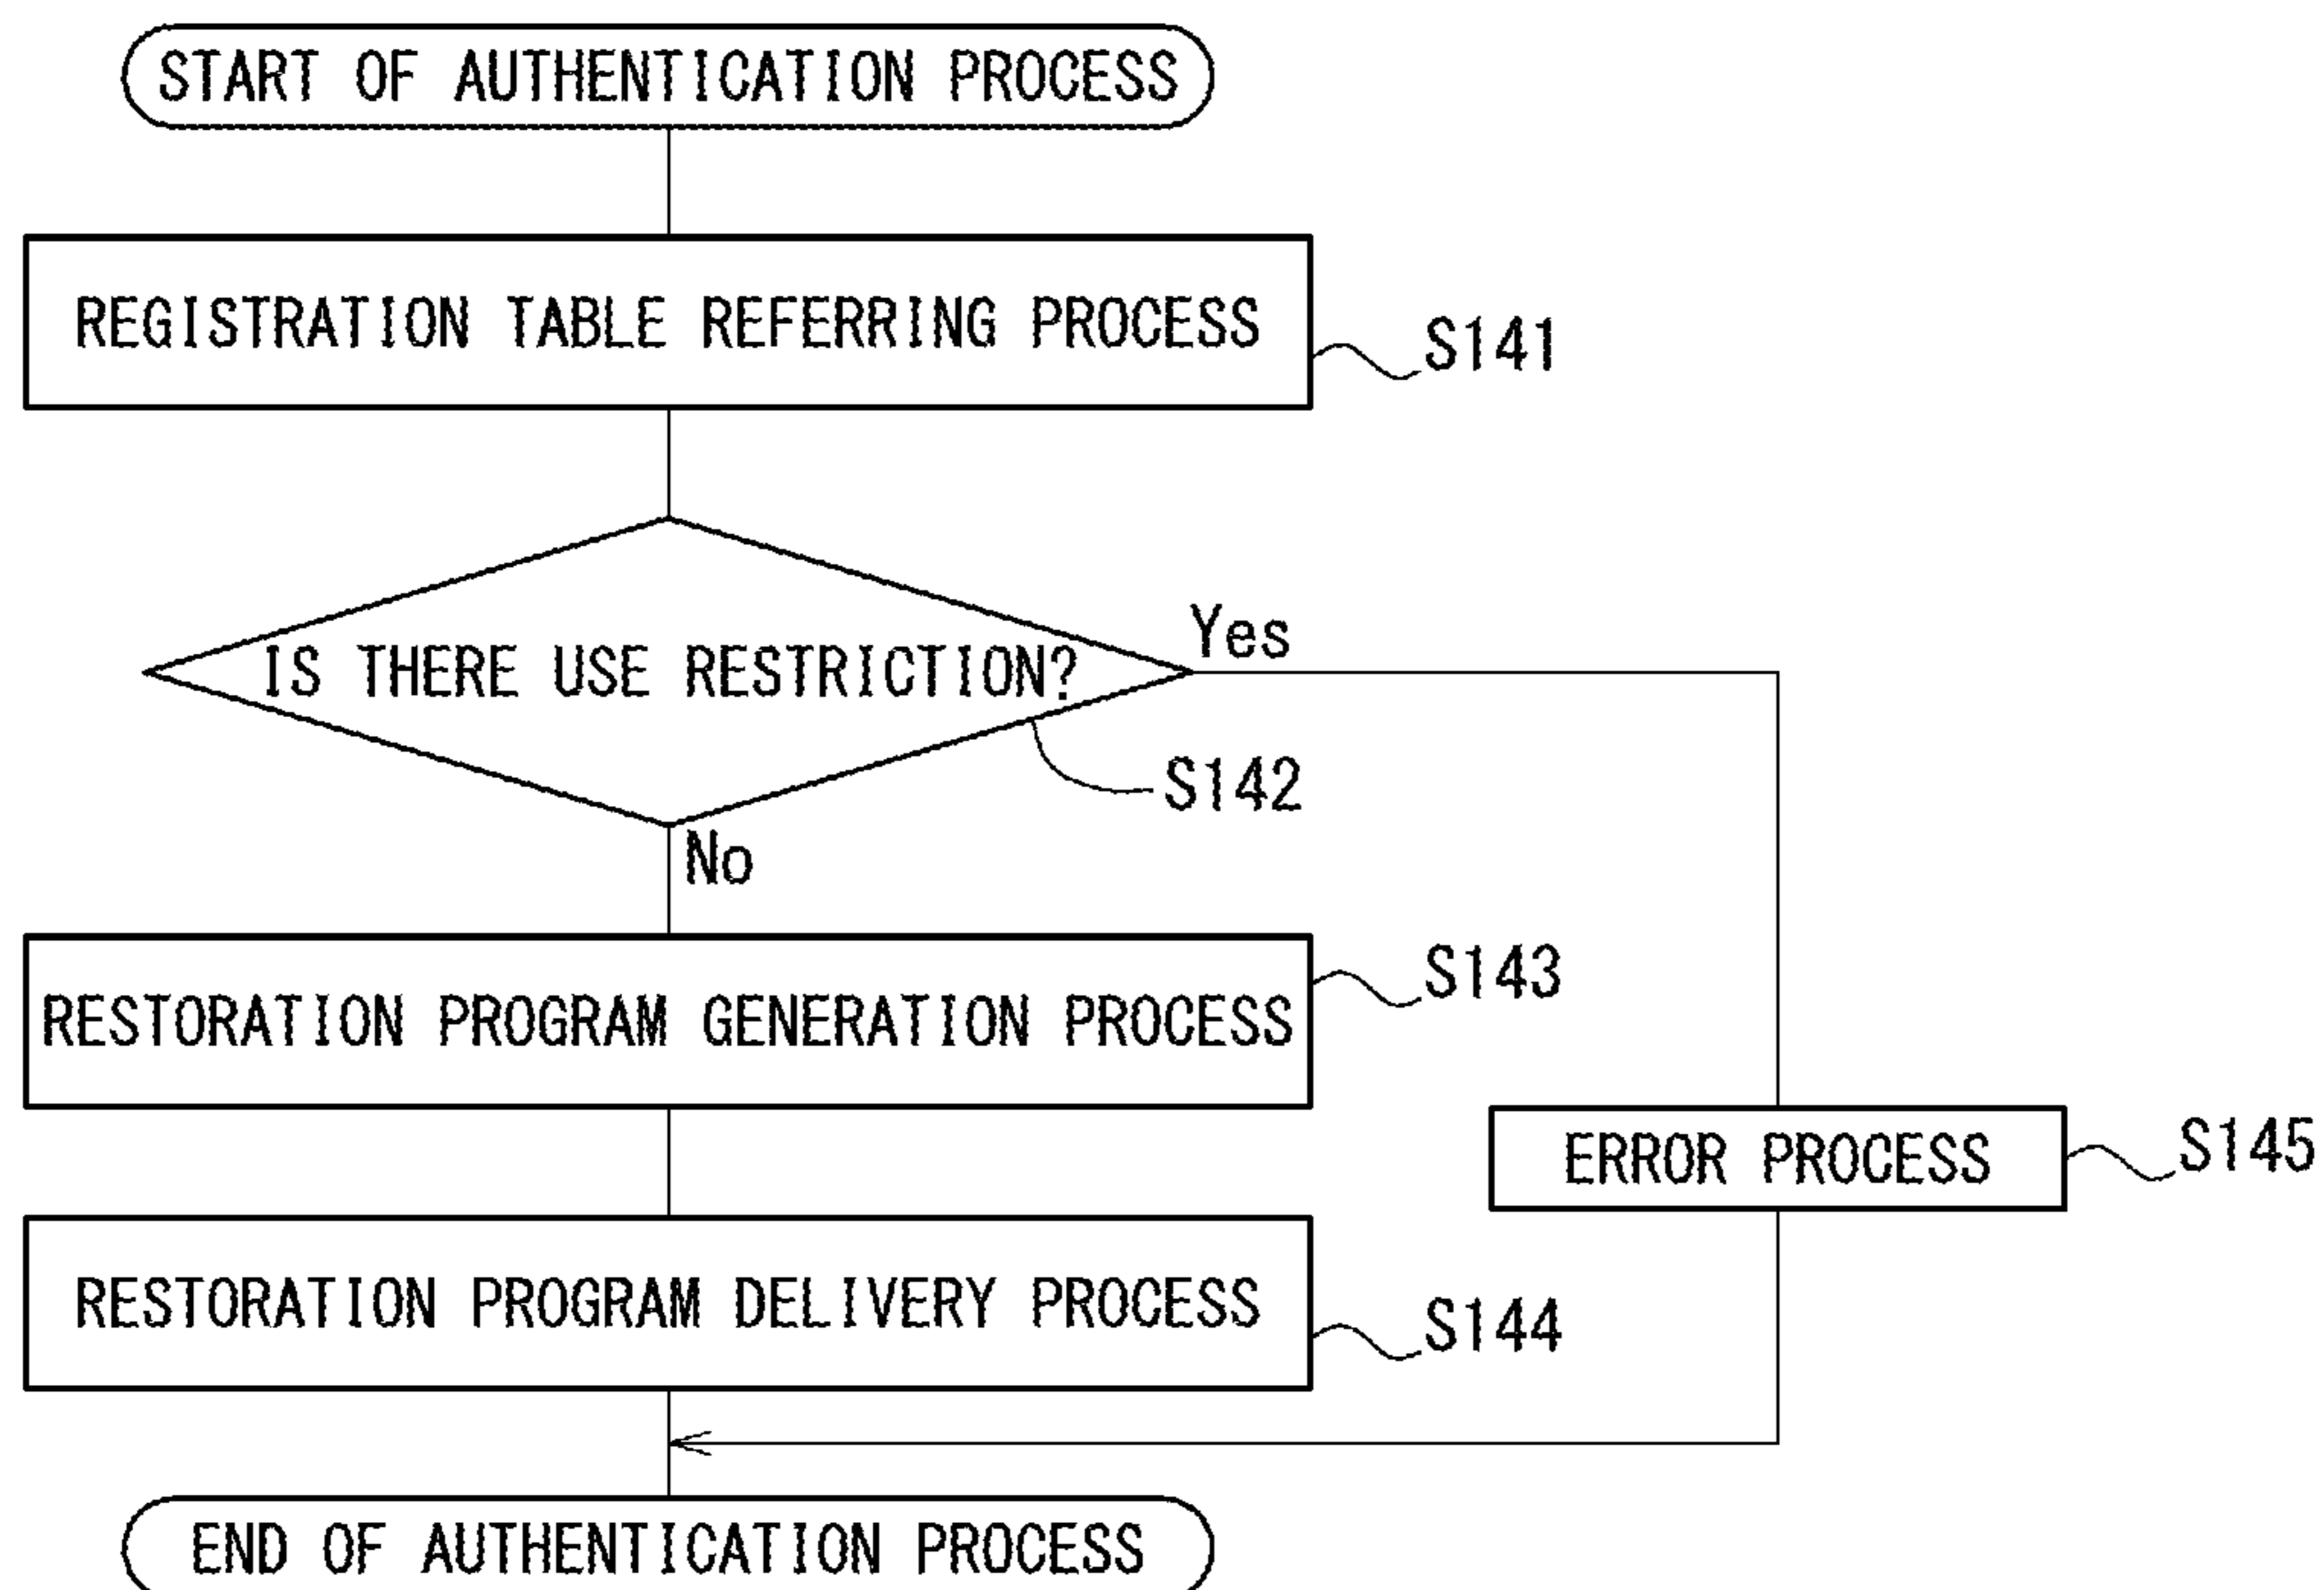 START OF AUTHENTICATION PROCESS
REGISTRATION TABLE REFERRING PROCESS
S141
IS THERE USE RESTRICTION?
Yes
S142
No
RESTORATION PROGRAM GENERATION PROCESS
S143
ERROR PROCESS
S145
RESTORATION PROGRAM DELIVERY PROCESS
S144
END OF AUTHENTICATION PROCESS